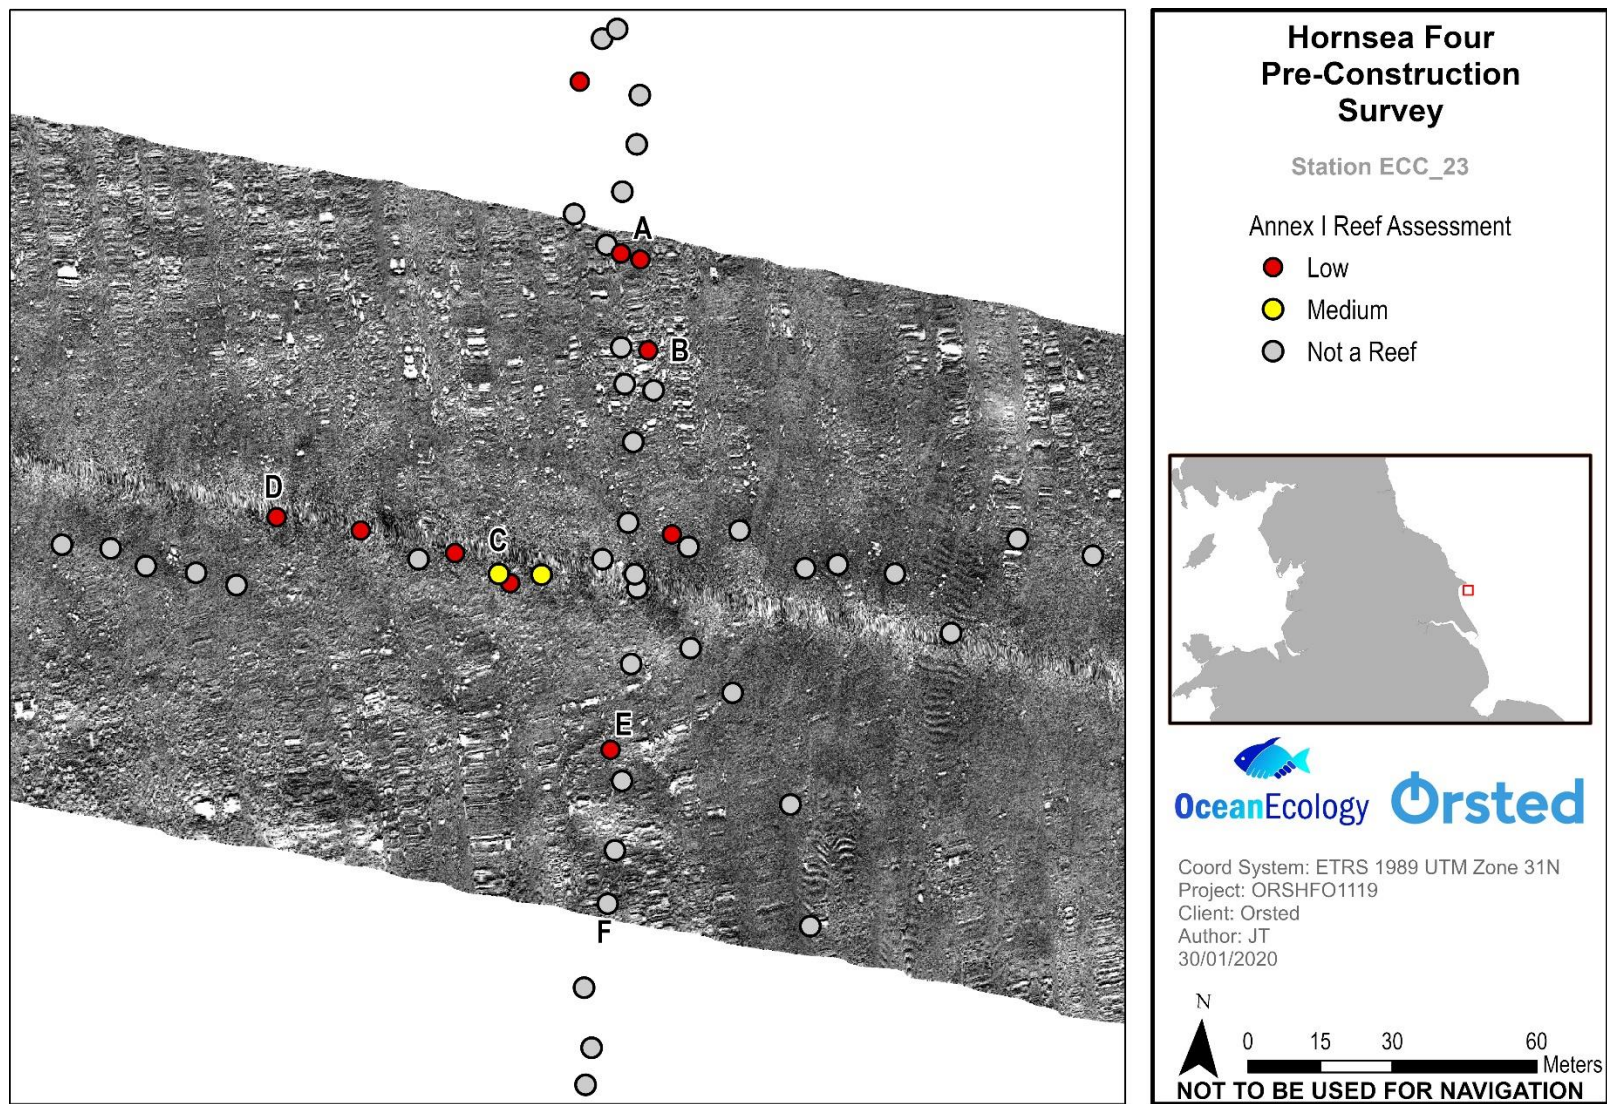 A
B
D
C
E
F
Hornsea Four
Pre-Construction
Survey
Station ECC_23
Annex I Reef Assessment
Low
Medium
Not a Reef
OceanEcology
Orsted
Coord System: ETRS 1989 UTM Zone 31N
Project: ORSHFO1119
Client: Orsted
Author: JT
30/01/2020
N
0 15 30 60
Meters
NOT TO BE USED FOR NAVIGATION